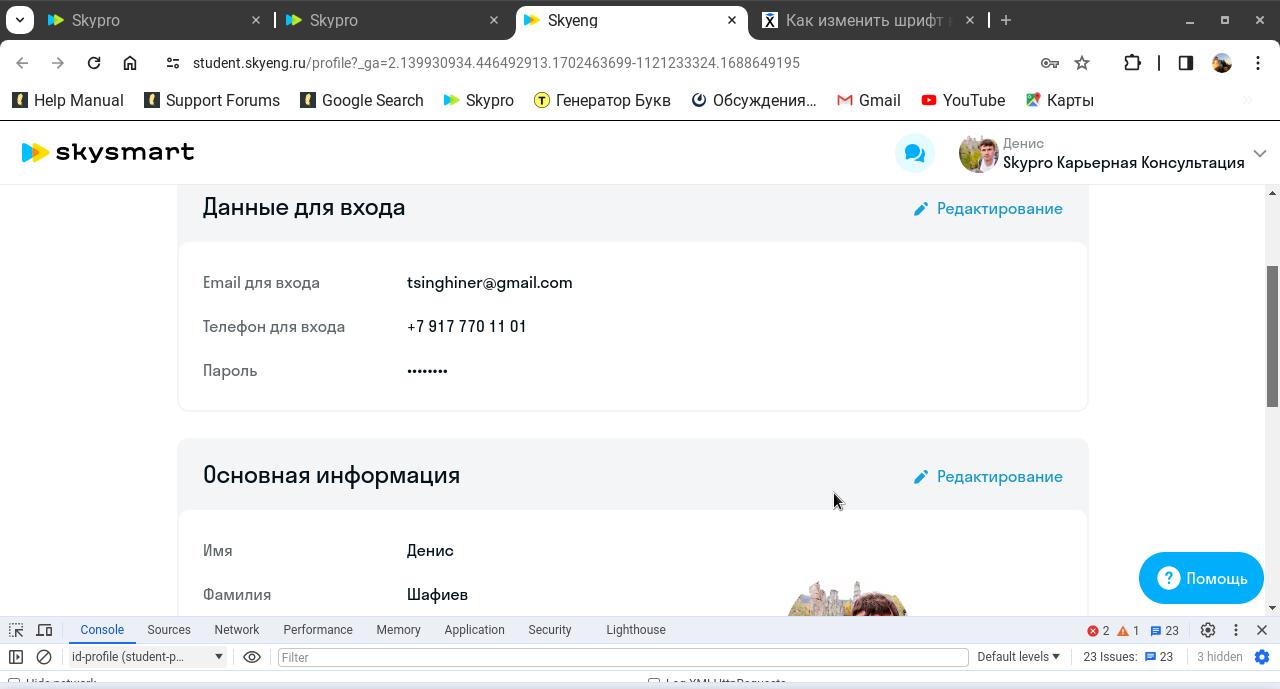 Skypro
Skypro
Skyeng
Как изменить шрифт
student.skyeng.ru/profile?_ga=2.139930934.446492913.1702463699-1121233324.1688649195
Help Manual
Support Forums
Google Search
Skypro
Генератор Букв
Обсуждения...
Gmail
YouTube
Карты
skysmart
Денис
Skypro Карьерная Консультация
Данные для входа
Редактирование
Email для входа
tsinghiner@gmail.com
Телефон для входа
+7 917 770 11 01
Пароль
••••••••
Основная информация
Редактирование
Имя
Денис
Фамилия
Шафиев
? Помощь
Console
Sources
Network
Performance
Memory
Application
Security
Lighthouse
2
1
23
id-profile (student-p...
Filter
Default levels
23 Issues:
23
3 hidden
Hide network
Log XMLHttpRequests